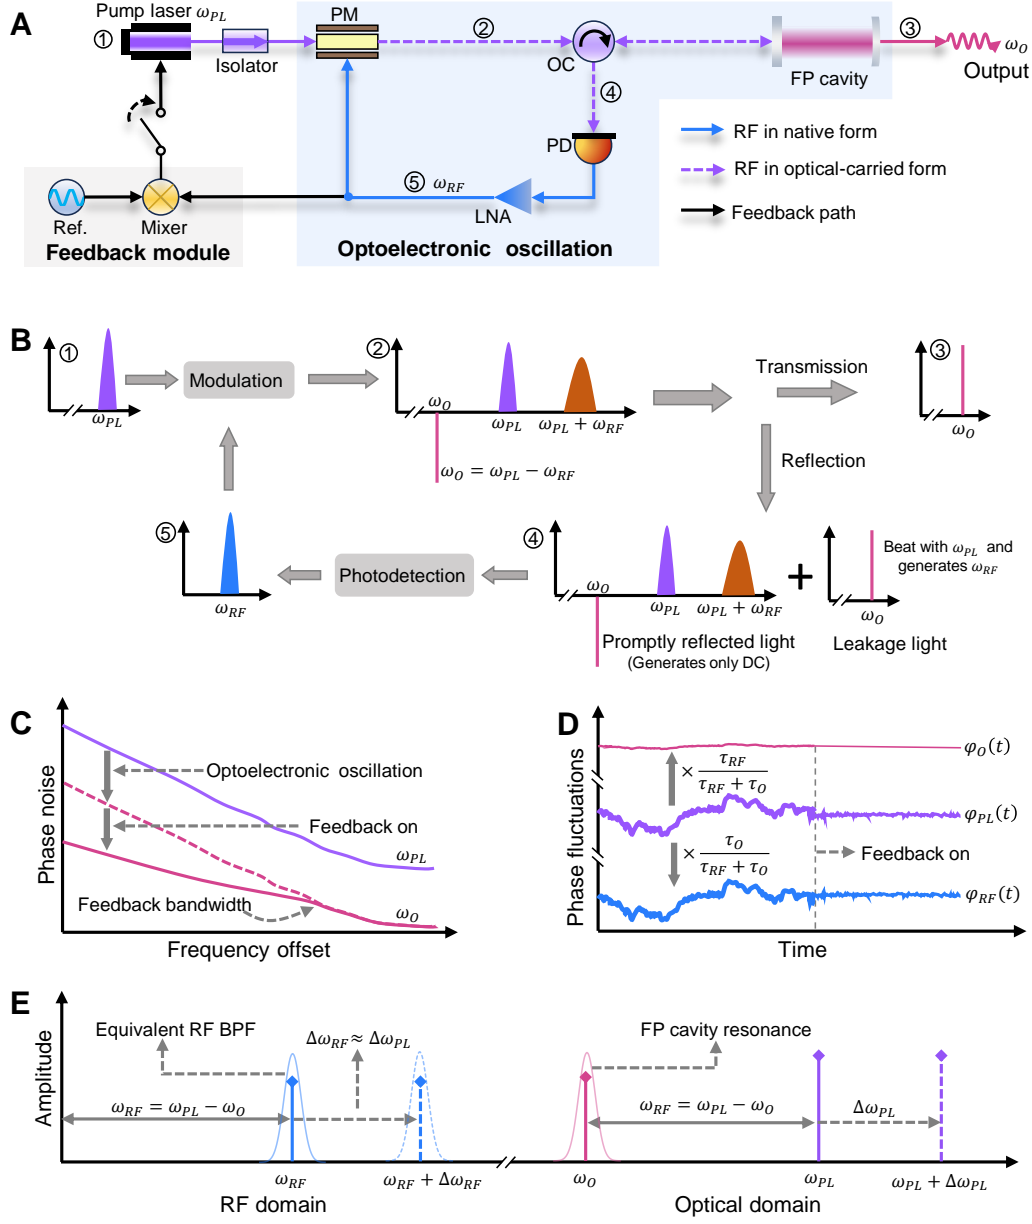 A
Pump laser ω_PL
①
Isolator
PM
②
OC
④
PD
FP cavity
③
ω_O
Output
RF in native form
RF in optical-carried form
Feedback path
⑤ ω_RF
LNA
Ref.
Mixer
Feedback module
Optoelectronic oscillation
B
①
ω_PL
Modulation
②
ω_O
ω_PL
ω_PL + ω_RF
ω_O = ω_PL − ω_RF
Transmission
③
ω_O
Reflection
⑤
ω_RF
Photodetection
④
ω_O
ω_PL
ω_PL + ω_RF
Promptly reflected light
(Generates only DC)
+
Beat with ω_PL and
generates ω_RF
ω_O
Leakage light
C
Phase noise
Optoelectronic oscillation
Feedback on
ω_PL
Feedback bandwidth
ω_O
Frequency offset
D
Phase fluctuations
φ_O(t)
× τ_RF / (τ_RF + τ_O)
φ_PL(t)
× τ_O / (τ_RF + τ_O)
Feedback on
φ_RF(t)
Time
E
Amplitude
Equivalent RF BPF
Δω_RF ≈ Δω_PL
FP cavity resonance
ω_RF = ω_PL − ω_O
ω_RF = ω_PL − ω_O
Δω_PL
ω_RF
ω_RF + Δω_RF
ω_O
ω_PL
ω_PL + Δω_PL
RF domain
Optical domain